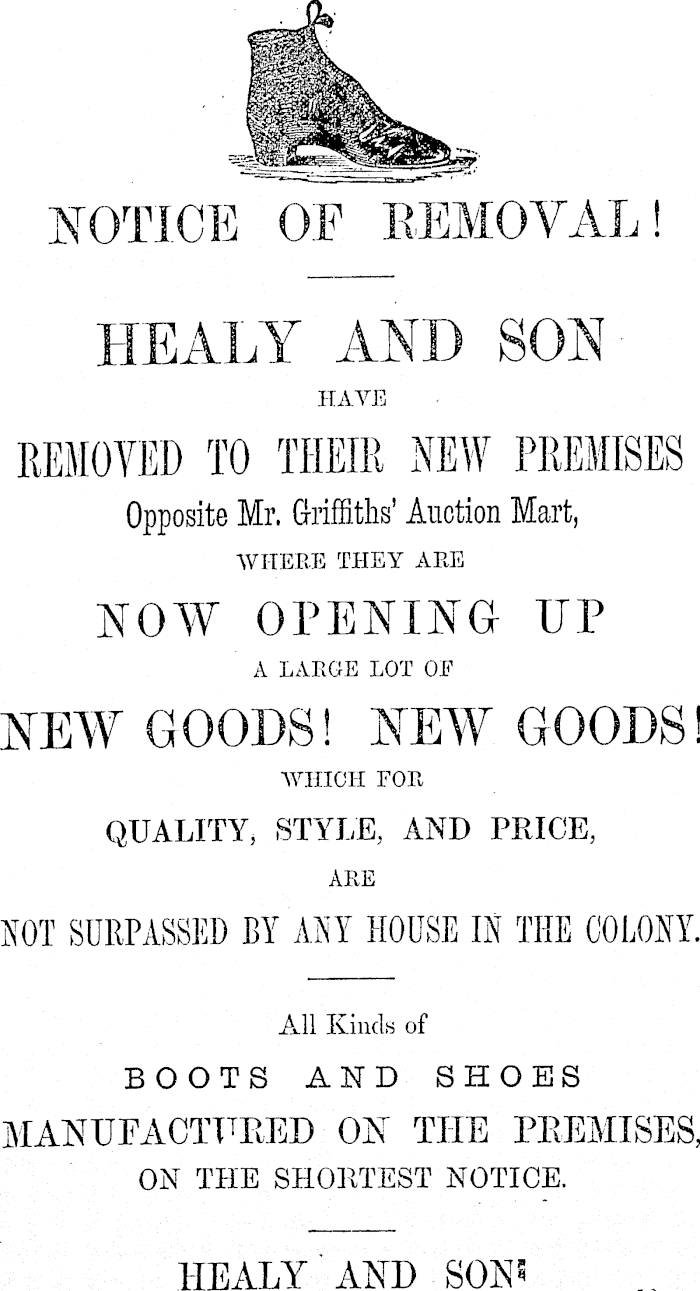 NOTICE OF REMOVAL!
HEALY AND SON
HAVE
REMOVED TO THEIR NEW PREMISES
Opposite Mr. Griffiths' Auction Mart,
WHERE THEY ARE
NOW OPENING UP
A LARGE LOT OF
NEW GOODS! NEW GOODS!
WHICH FOR
QUALITY, STYLE, AND PRICE,
ARE
NOT SURPASSED BY ANY HOUSE IN THE COLONY.
All Kinds of
BOOTS AND SHOES
MANUFACTURED ON THE PREMISES,
ON THE SHORTEST NOTICE.
HEALY AND SON